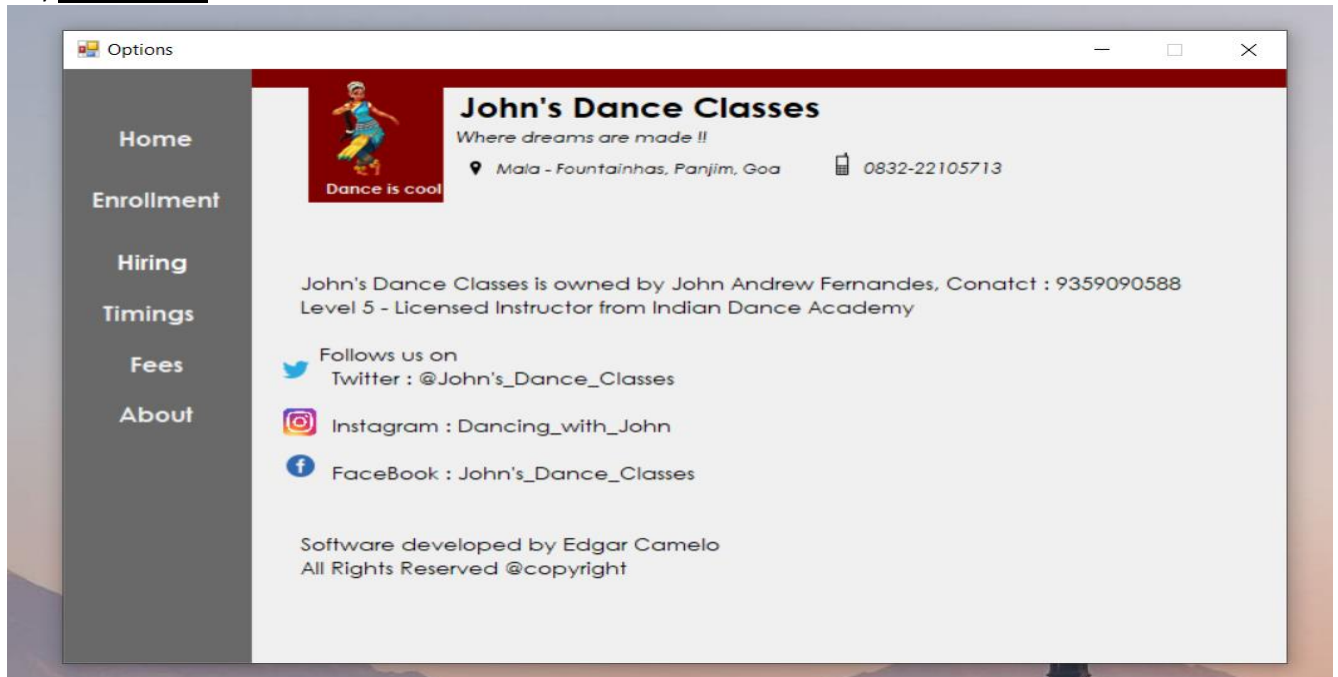 Options
Home
Enrollment
Hiring
Timings
Fees
About
Dance is cool
John's Dance Classes
Where dreams are made !!
Mala - Fountainhas, Panjim, Goa
0832-22105713
John's Dance Classes is owned by John Andrew Fernandes, Conatct : 9359090588
Level 5 - Licensed Instructor from Indian Dance Academy
Follows us on
Twitter : @John's_Dance_Classes
Instagram : Dancing_with_John
FaceBook : John's_Dance_Classes
Software developed by Edgar Camelo
All Rights Reserved @copyright